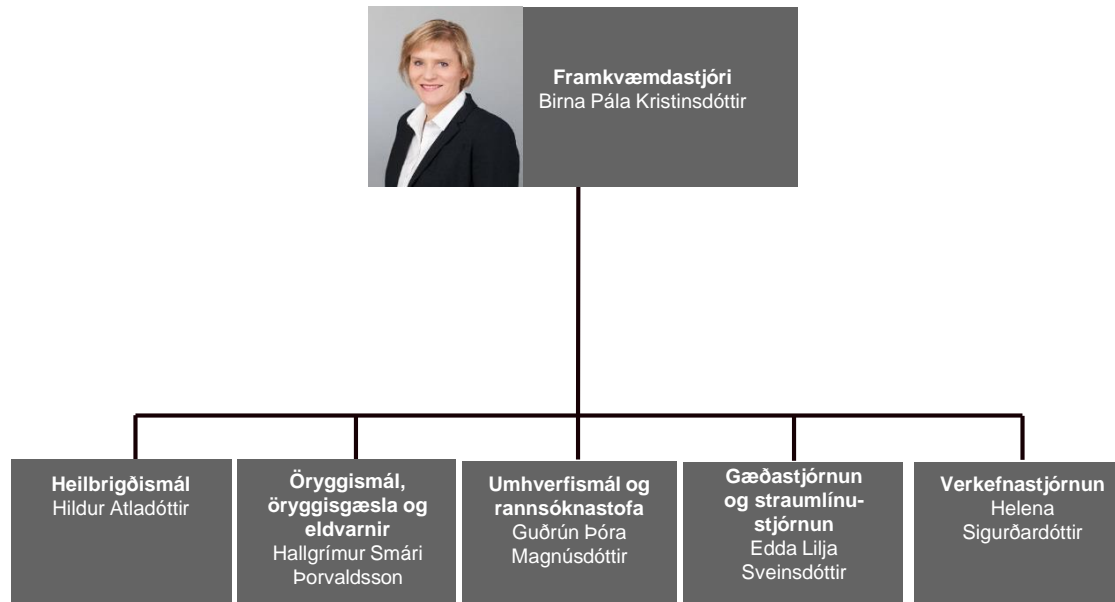 Framkvæmdastjóri
Birna Pála Kristinsdóttir
Heilbrigðismál
Hildur Atladóttir
Öryggismál,
öryggisgæsla og
eldvarnir
Hallgrímur Smári
Þorvaldsson
Umhverfismál og
rannsóknastofa
Guðrún Þóra
Magnúsdóttir
Gæðastjórnun
og straumlínu-
stjórnun
Edda Lilja
Sveinsdóttir
Verkefnastjórnun
Helena
Sigurðardóttir